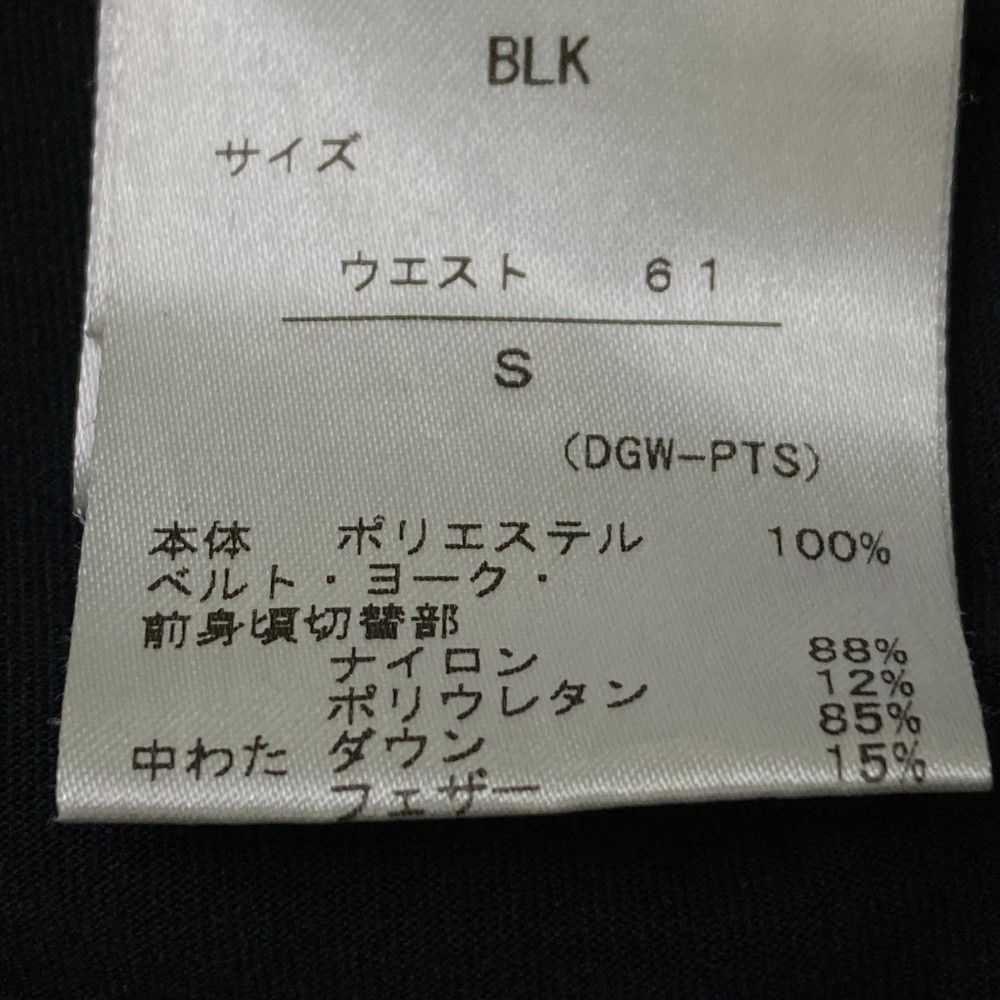 BLK
サイズ
ウエスト 61
S
(DGW-PTS)
本体 ポリエステル 100%
ベルト・ヨーク・
前身頃切替部
ナイロン 88%
ポリウレタン 12%
中わた ダウン 85%
フェザー 15%